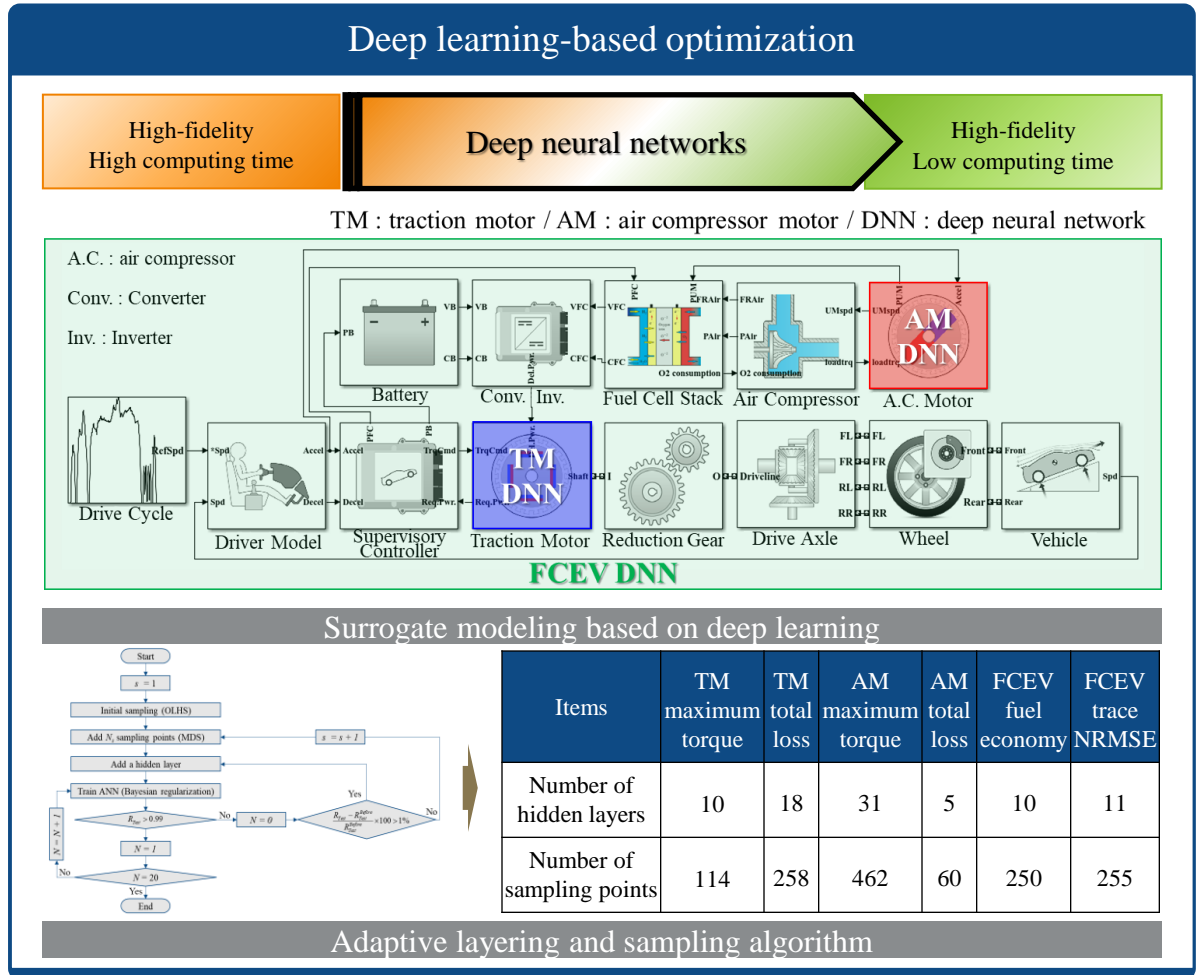 Deep learning-based optimization
High-fidelity
High computing time
Deep neural networks
High-fidelity
Low computing time
TM : traction motor / AM : air compressor motor / DNN : deep neural network
A.C. : air compressor
Conv. : Converter
Inv. : Inverter
PB
VB
CB
Battery
VB
CB
VFC
CFC
Del.Pwr.
Conv. Inv.
PFC
PUM
VFC
CFC
FRAir
PAir
O2 consumption
Fuel Cell Stack
FRAir
PAir
O2 consumption
UMspd
loadtrq
Air Compressor
PUM
Accel
UMspd
loadtrq
AM
DNN
A.C. Motor
RefSpd
Drive Cycle
*Spd
Spd
Accel
Decel
Driver Model
PFC
PB
Accel
Decel
TrqCmd
Req.Pwr.
Supervisory
Controller
TrqCmd
Shaft
TM
DNN
Traction Motor
I
O
Reduction Gear
Driveline
FL
FR
RL
RR
Drive Axle
FL
FR
RL
RR
Front
Rear
Wheel
Front
Rear
Spd
Vehicle
FCEV DNN
Surrogate modeling based on deep learning
Start
s = 1
Initial sampling (OLHS)
Add Ns sampling points (MDS)
s = s + 1
Add a hidden layer
Train ANN (Bayesian regularization)
Yes
No
>0.99
No
N = 0
×100 >1%
N = N + 1
N = 1
No
N = 20
Yes
End
Items
TM
maximum
torque
TM
total
loss
AM
maximum
torque
AM
total
loss
FCEV
fuel
economy
FCEV
trace
NRMSE
Number of
hidden layers
10
18
31
5
10
11
Number of
sampling points
114
258
462
60
250
255
Adaptive layering and sampling algorithm